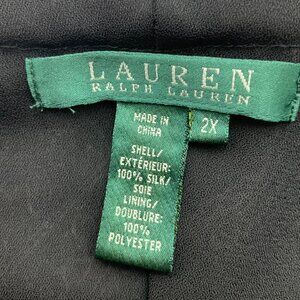 LAUREN
RALPH LAUREN
MADE IN
CHINA
2X
SHELL/
EXTÉRIEUR:
100% SILK/
SOIE
LINING/
DOUBLURE:
100%
POLYESTER